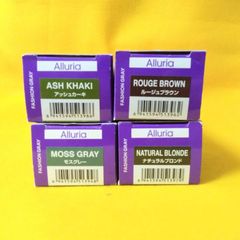 Alluria
FASHION GRAY
ASH KHAKI
アッシュカーキ
Alluria
FASHION GRAY
ROUGE BROWN
ルージュブラウン
Alluria
FASHION GRAY
MOSS GRAY
モスグレー
Alluria
FASHION GRAY
NATURAL BLONDE
ナチュラルブロンド